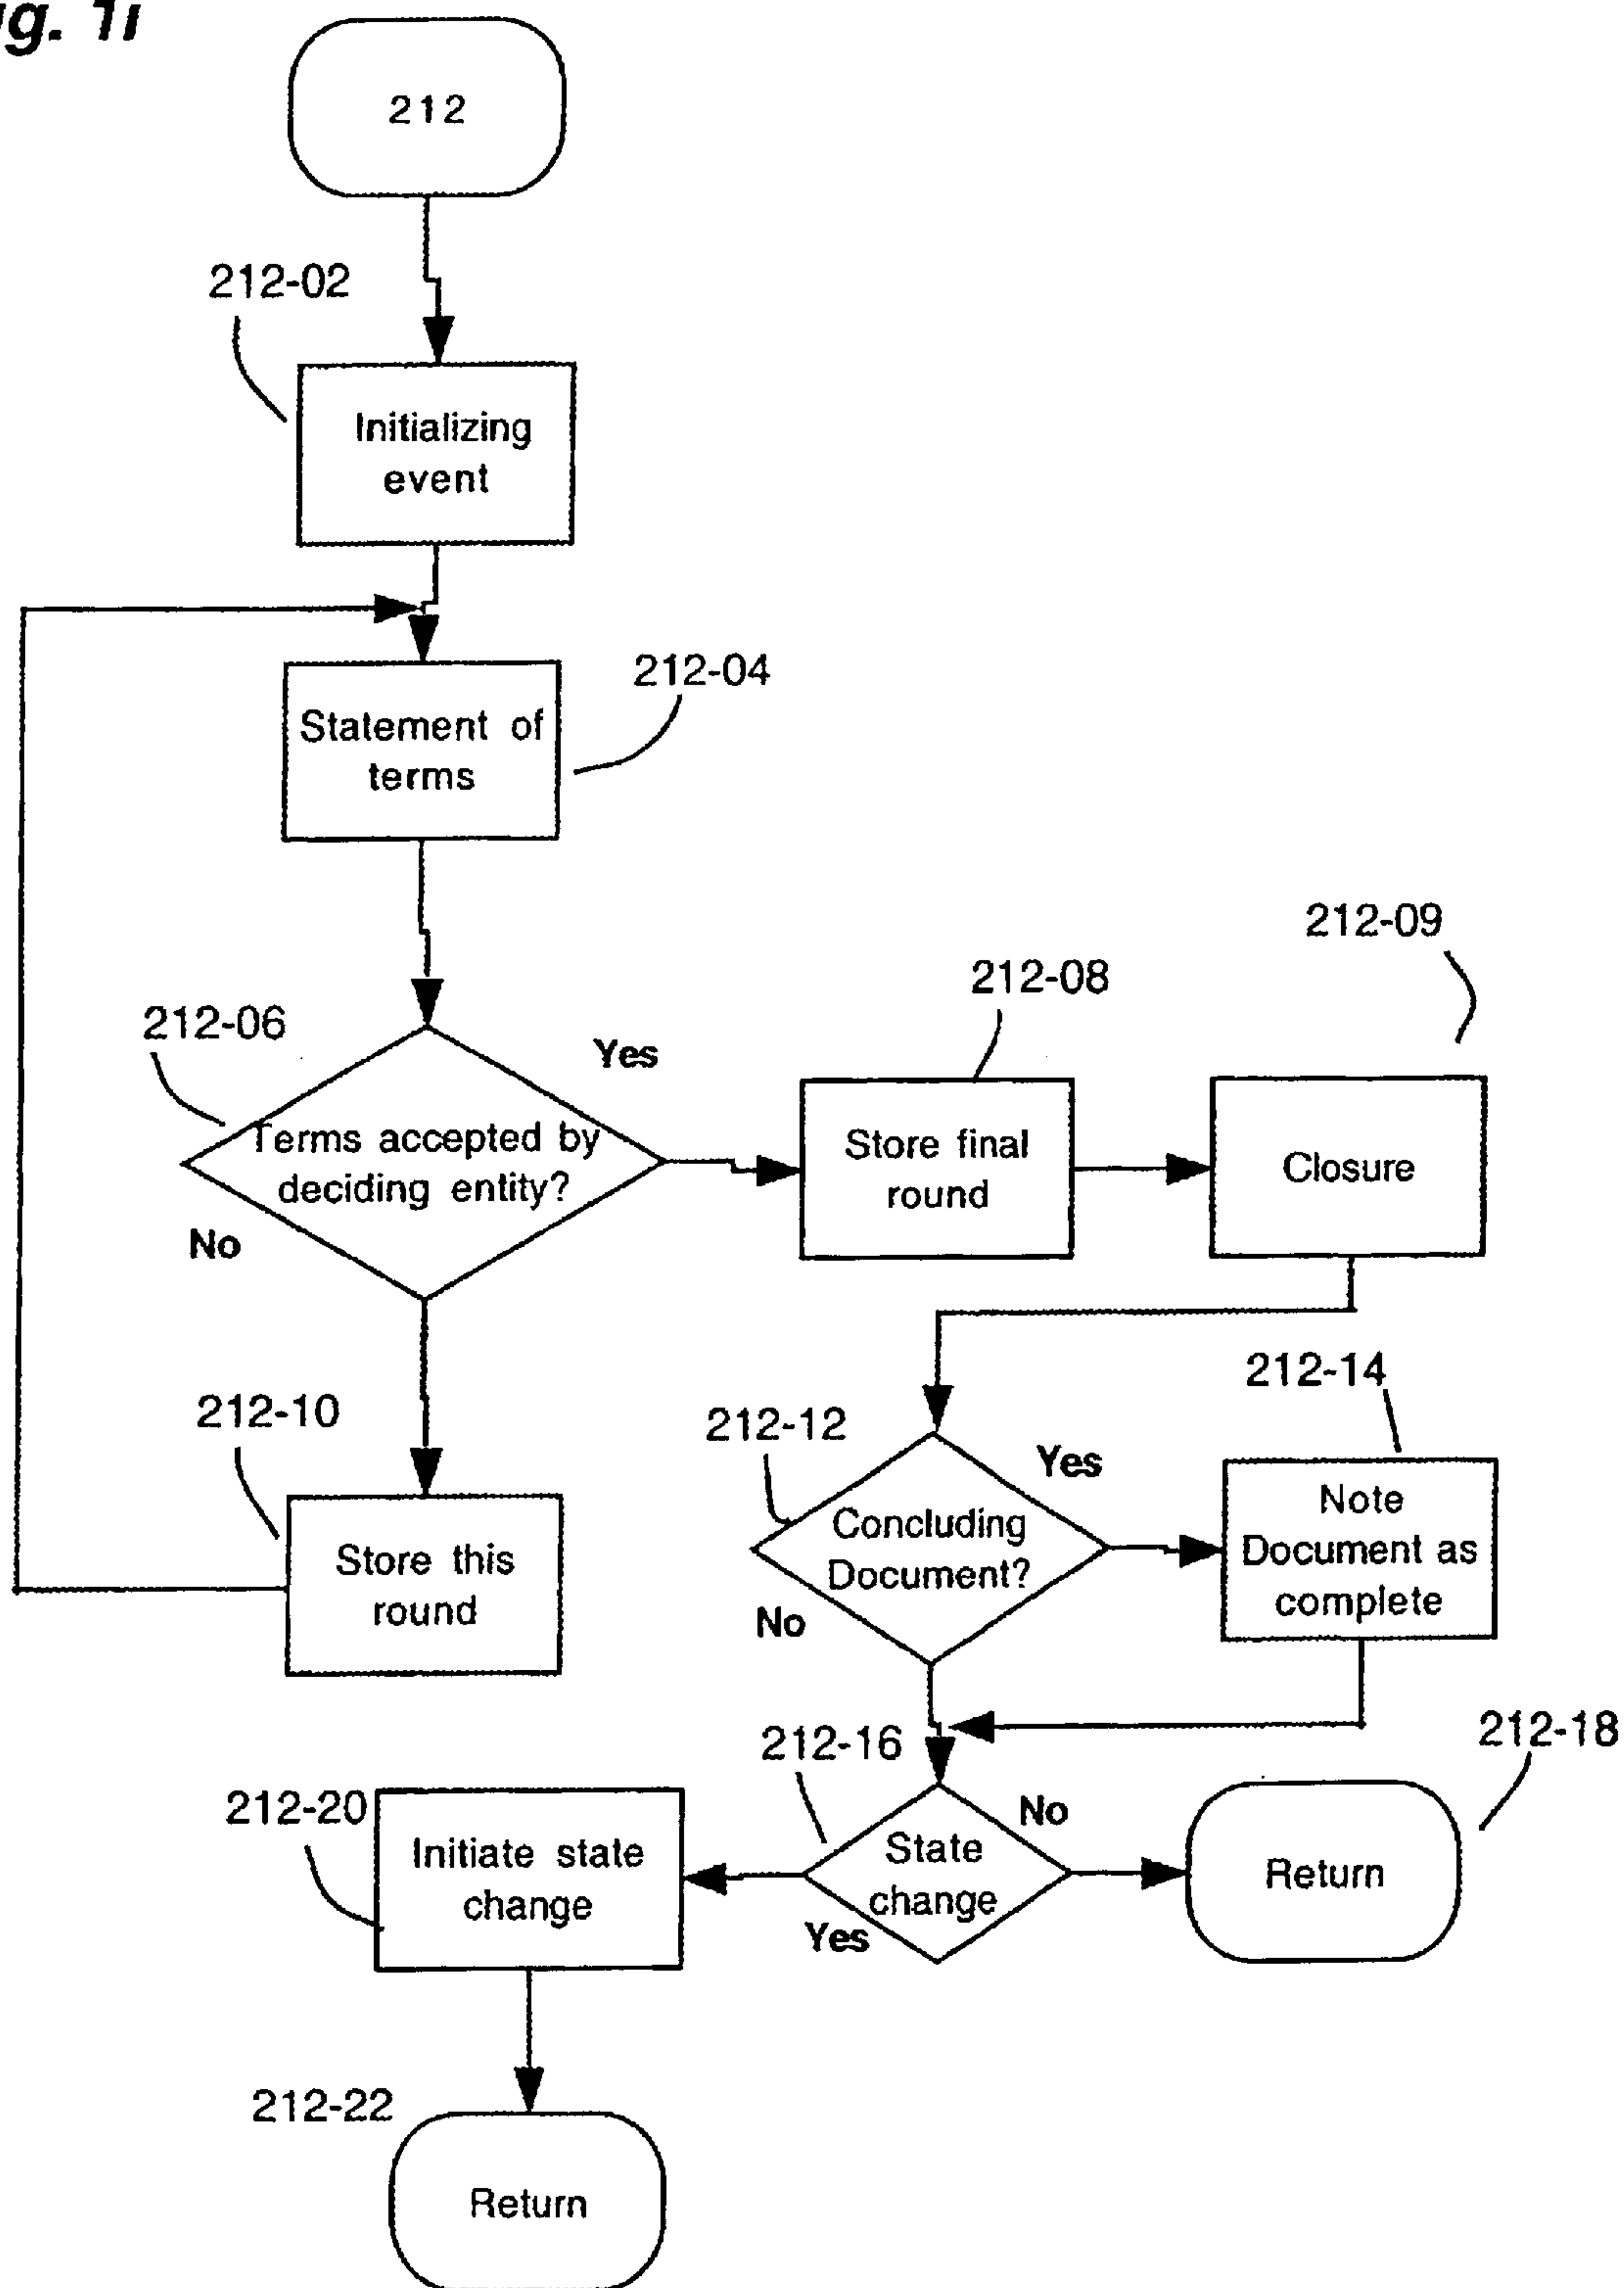 ig. 1i
212
212-02
Initializing
event
212-04
Statement of
terms
212-09
212-08
212-06
Yes
Terms accepted by
deciding entity?
No
Store final
round
Closure
212-10
Store this
round
212-12
212-14
Yes
Concluding
Document?
No
Note
Document as
complete
212-16
212-18
212-20
No
State
change
Yes
Initiate state
change
Return
212-22
Return